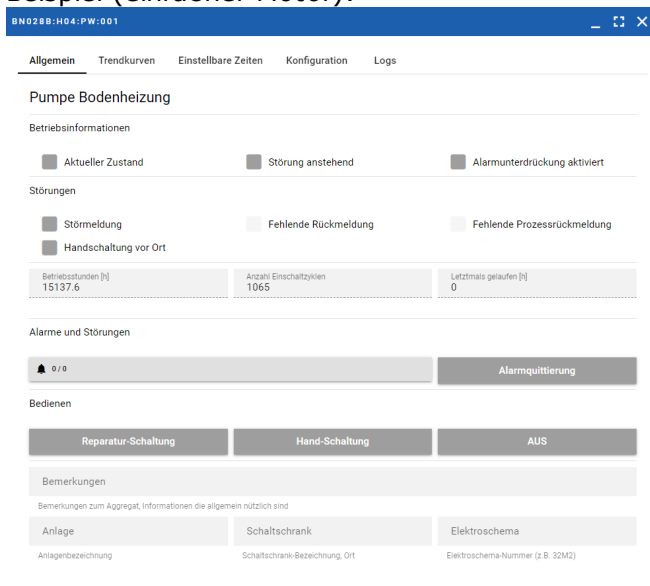 Beispiel (einfacher Motor):
BN028B:H04:PW:001
Allgemein Trendkurven Einstellbare Zeiten Konfiguration Logs
Pumpe Bodenheizung
Betriebsinformationen
Aktueller Zustand Störung anstehend Alarmunterdrückung aktiviert
Störungen
Störmeldung Fehlende Rückmeldung Fehlende Prozessrückmeldung
Handschaltung vor Ort
Betriebsstunden [h] Anzahl Einschaltzyklen Letztmals gelaufen [h]
15137.6 1065 0
Alarme und Störungen
0 / 0 Alarmquittierung
Bedienen
Reparatur-Schaltung Hand-Schaltung AUS
Bemerkungen
Bemerkungen zum Aggregat, Informationen die allgemein nützlich sind
Anlage Schaltschrank Elektroschema
Anlagenbezeichnung Schaltschrank-Bezeichnung, Ort Elektroschema-Nummer (z.B. 32M2)